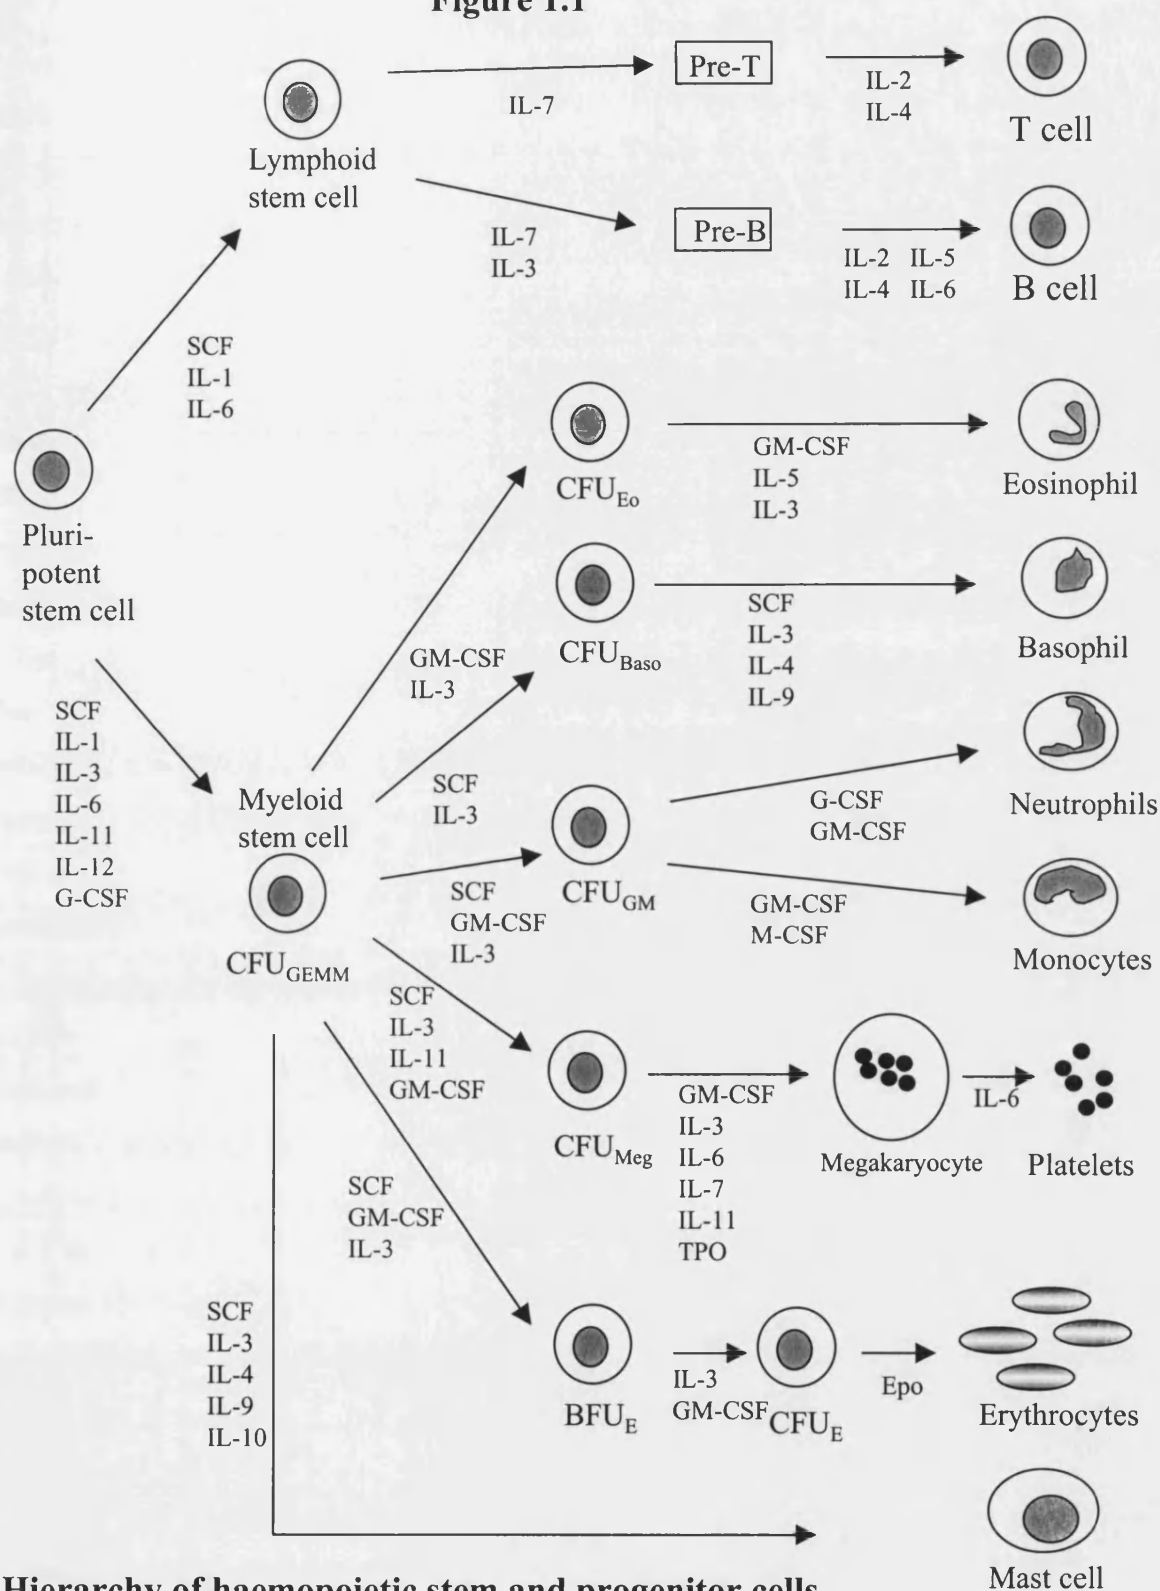 Figure 1.1
Pre-T
IL-7
IL-2
IL-4
T cell
Lymphoid
stem cell
IL-7
IL-3
Pre-B
IL-2 IL-5
IL-4 IL-6
B cell
SCF
IL-1
IL-6
Pluri-
potent
stem cell
CFUEo
GM-CSF
IL-5
IL-3
Eosinophil
GM-CSF
IL-3
CFUBaso
SCF
IL-3
IL-4
IL-9
Basophil
SCF
IL-1
IL-3
IL-6
IL-11
IL-12
G-CSF
Myeloid
stem cell
CFUGEMM
SCF
IL-3
SCF
GM-CSF
IL-3
CFUGM
G-CSF
GM-CSF
Neutrophils
GM-CSF
M-CSF
Monocytes
SCF
IL-3
IL-11
GM-CSF
CFUMeg
GM-CSF
IL-3
IL-6
IL-7
IL-11
TPO
Megakaryocyte
IL-6
Platelets
SCF
GM-CSF
IL-3
BFUE
IL-3
GM-CSF
CFUE
Epo
Erythrocytes
SCF
IL-3
IL-4
IL-9
IL-10
Mast cell
Hierarchy of haemopoietic stem and progenitor cells